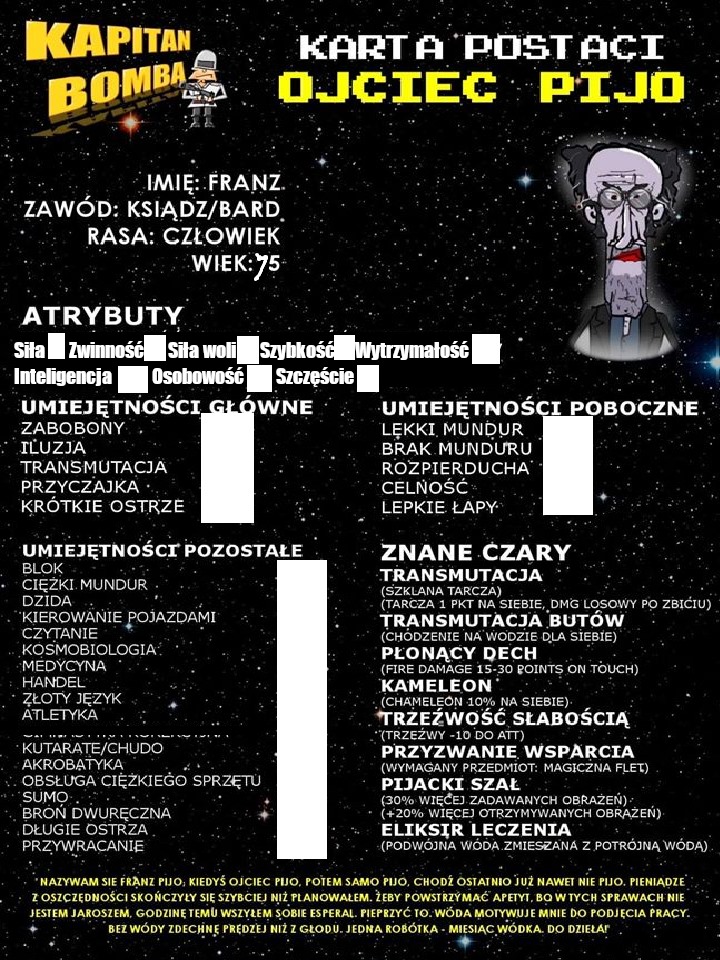 KAPITAN
BOMBA
KARTA POSTACI
OJCIEC PIJO
IMIĘ: FRANZ
ZAWÓD: KSIĄDZ/BARD
RASA: CZŁOWIEK
WIEK: 75
ATRYBUTY
Siła Zwinność Siła woli Szybkość Wytrzymałość
Inteligencja Osobowość Szczęście
UMIEJĘTNOŚCI GŁÓWNE
ZABOBONY
ILUZJA
TRANSMUTACJA
PRZYCZAJKA
KRÓTKIE OSTRZE
UMIEJĘTNOŚCI POBOCZNE
LEKKI MUNDUR
BRAK MUNDURU
ROZPIERDUCHA
CELNOŚĆ
LEPKIE ŁAPY
UMIEJĘTNOŚCI POZOSTAŁE
BLOK
CIĘŻKI MUNDUR
DZIDA
KIEROWANIE POJAZDAMI
CZYTANIE
KOSMOBIOLOGIA
MEDYCYNA
HANDEL
ZŁOTY JĘZYK
ATLETYKA
KUTARATE/CHUDO
AKROBATYKA
OBSŁUGA CIĘŻKIEGO SPRZĘTU
SUMO
BROŃ DWURĘCZNA
DŁUGIE OSTRZA
PRZYWRACANIE
ZNANE CZARY
TRANSMUTACJA
(SZKLANA TARCZA)
(TARCZA 1 PKT NA SIEBIE, DMG LOSOWY PO ZBICIU)
TRANSMUTACJA BUTÓW
(CHODZENIE NA WODZIE DLA SIEBIE)
PŁONĄCY DECH
(FIRE DAMAGE 15-30 POINTS ON TOUCH)
KAMELEON
(CHAMELEON 10% NA SIEBIE)
TRZEŹWOŚĆ SŁABOŚCIĄ
(TRZEŹWY -10 DO ATT)
PRZYZWANIE WSPARCIA
(WYMAGANY PRZEDMIOT: MAGICZNA FLET)
PIJACKI SZAŁ
(30% WIĘCEJ ZADAWANYCH OBRAŻEŃ)
(+20% WIĘCEJ OTRZYMYWANYCH OBRAŻEŃ)
ELIKSIR LECZENIA
(PODWÓJNA WÓDA ZMIESZANA Z POTRÓJNĄ WÓDĄ)
"NAZYWAM SIE FRANZ PIJO; KIEDYŚ OJCIEC PIJO, POTEM SAMO PIJO, CHODŹ OSTATNIO JUŻ NAWET NIE PIJO. PIENIĄDZE
Z OSZCZĘDNOŚCI SKOŃCZYŁY SIĘ SZYBCIEJ NIŻ PLANOWAŁEM. ŻEBY POWSTRZYMAĆ APETYT, BO W TYCH SPRAWACH NIE
JESTEM JAROSZEM, GODZINĘ TEMU WSZYŁEM SOBIE ESPERAL. PIEPRZYĆ TO. WÓDA MOTYWUJE MNIE DO PODJĘCIA PRACY.
BEZ WÓDY ZDECHNĘ PRĘDZEJ NIŻ Z GŁODU. JEDNA ROBÓTKA - MIESIĄC WÓDKA. DO DZIEŁA!"